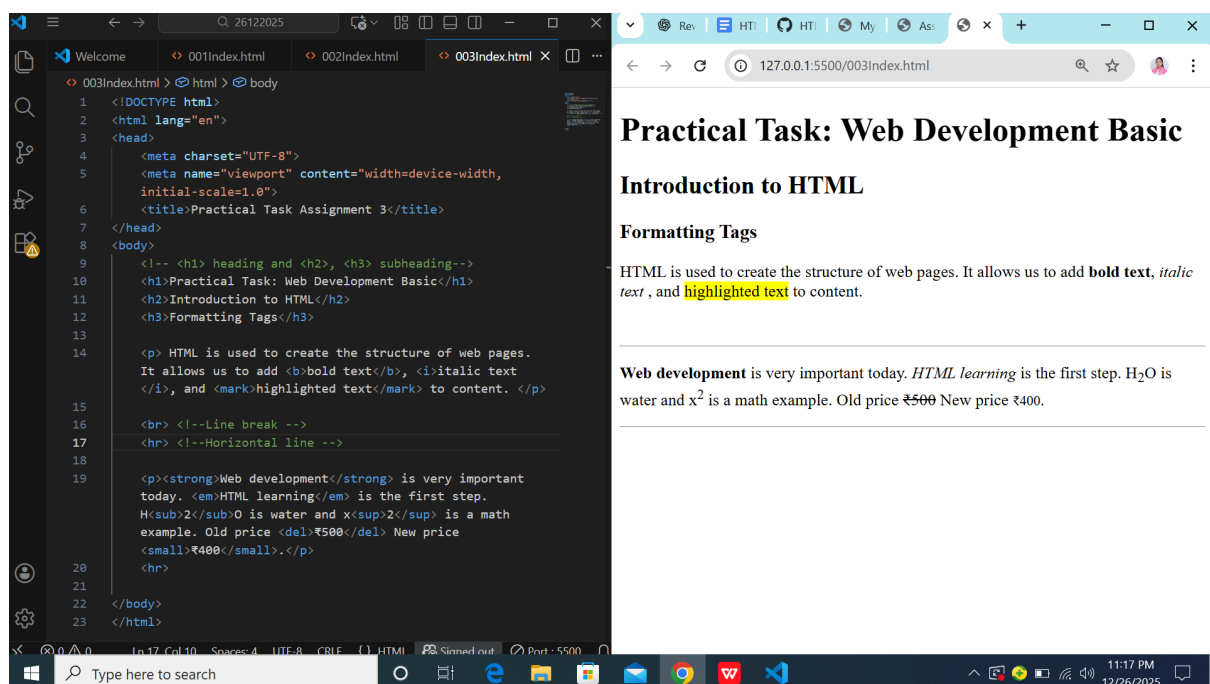 26122025
Welcome
<> 001Index.html
<> 002Index.html
<> 003Index.html
<> 003Index.html > html > body
1 <!DOCTYPE html>
2 <html lang="en">
3 <head>
4 <meta charset="UTF-8">
5 <meta name="viewport" content="width=device-width,
initial-scale=1.0">
6 <title>Practical Task Assignment 3</title>
7 </head>
8 <body>
9 <!-- <h1> heading and <h2>, <h3> subheading-->
10 <h1>Practical Task: Web Development Basic</h1>
11 <h2>Introduction to HTML</h2>
12 <h3>Formatting Tags</h3>
13
14 <p> HTML is used to create the structure of web pages.
It allows us to add <b>bold text</b>, <i>italic text
</i>, and <mark>highlighted text</mark> to content. </p>
15
16 <br> <!--Line break -->
17 <hr> <!--Horizontal line -->
18
19 <p><strong>Web development</strong> is very important
today. <em>HTML learning</em> is the first step.
H<sub>2</sub>O is water and x<sup>2</sup> is a math
example. Old price <del>₹500</del> New price
<small>₹400</small>.</p>
20 <hr>
21
22 </body>
23 </html>
0 0 Ln 17, Col 10 Spaces: 4 UTF-8 CRLF { } HTML Signed out Port : 5500
Rev
HTI
HTI
My
Ass
127.0.0.1:5500/003Index.html
Practical Task: Web Development Basic
Introduction to HTML
Formatting Tags
HTML is used to create the structure of web pages. It allows us to add bold text, italic
text , and highlighted text to content.
Web development is very important today. HTML learning is the first step. H2O is
water and x2 is a math example. Old price ₹500 New price ₹400.
Type here to search
11:17 PM
12/26/2025